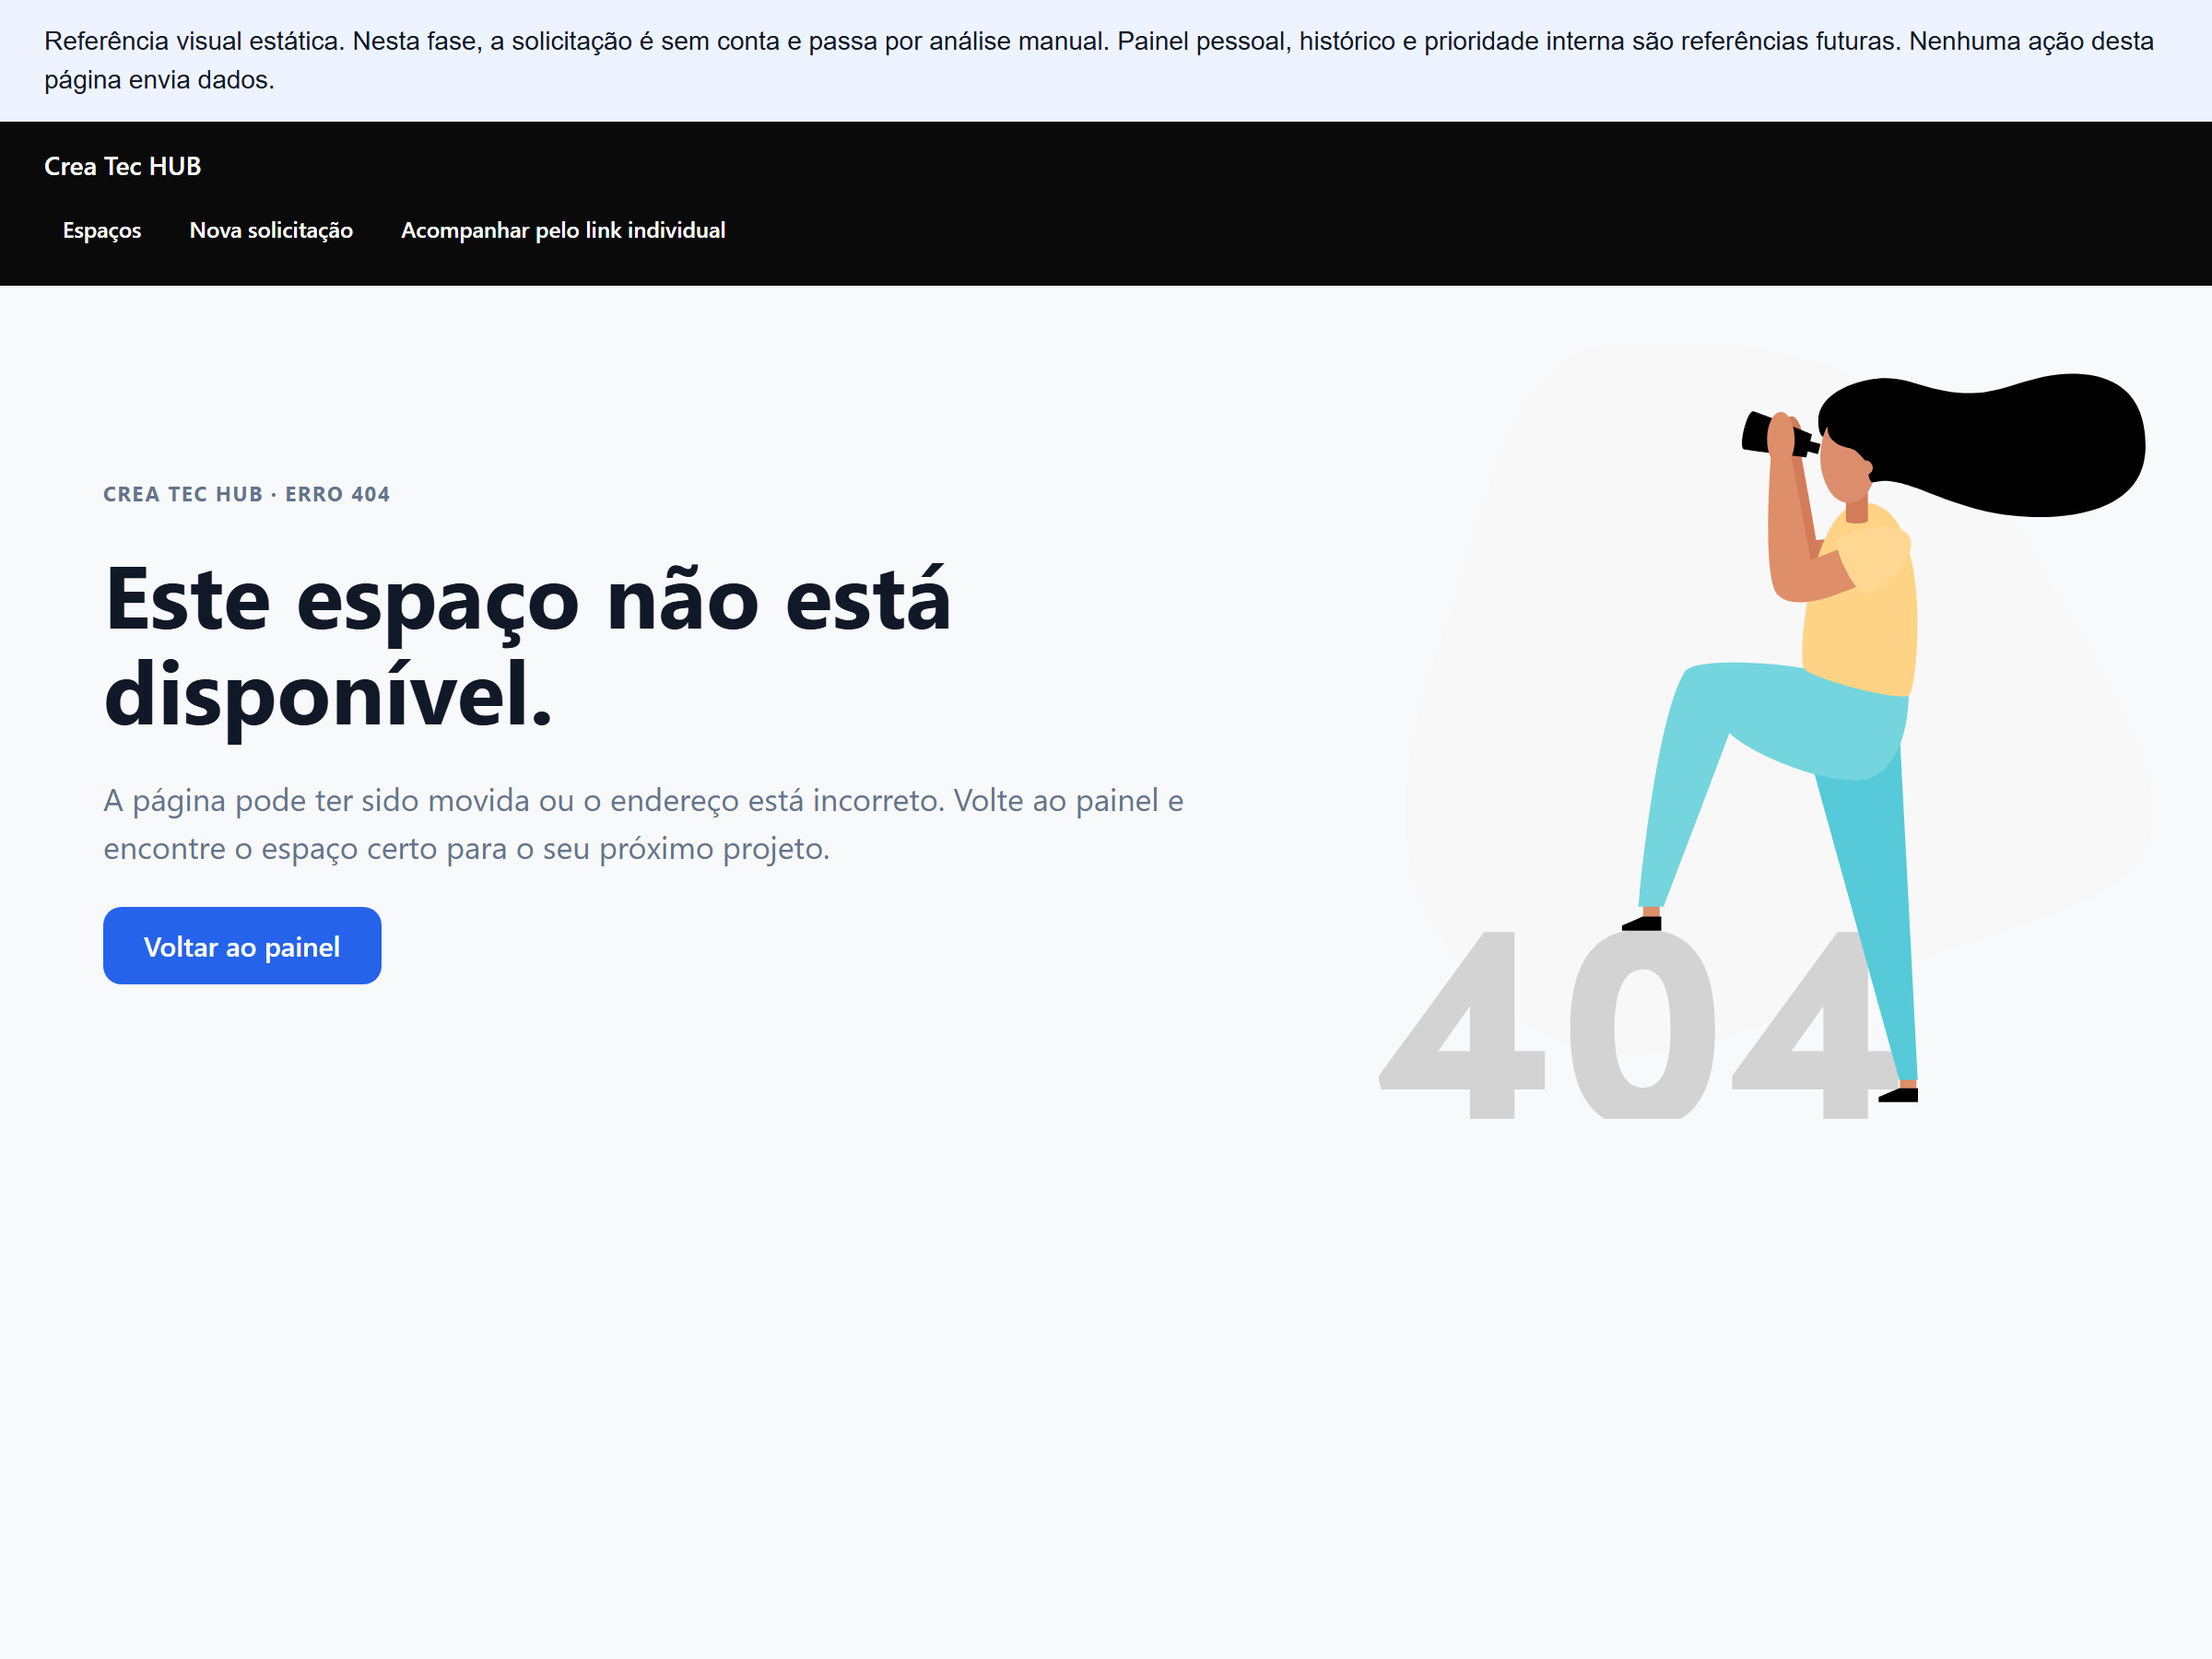 Referência visual estática. Nesta fase, a solicitação é sem conta e passa por análise manual. Painel pessoal, histórico e prioridade interna são referências futuras. Nenhuma ação desta
página envia dados.
Crea Tec HUB
Espaços Nova solicitação Acompanhar pelo link individual
CREA TEC HUB · ERRO 404
Este espaço não está
disponível.
A página pode ter sido movida ou o endereço está incorreto. Volte ao painel e
encontre o espaço certo para o seu próximo projeto.
Voltar ao painel
404